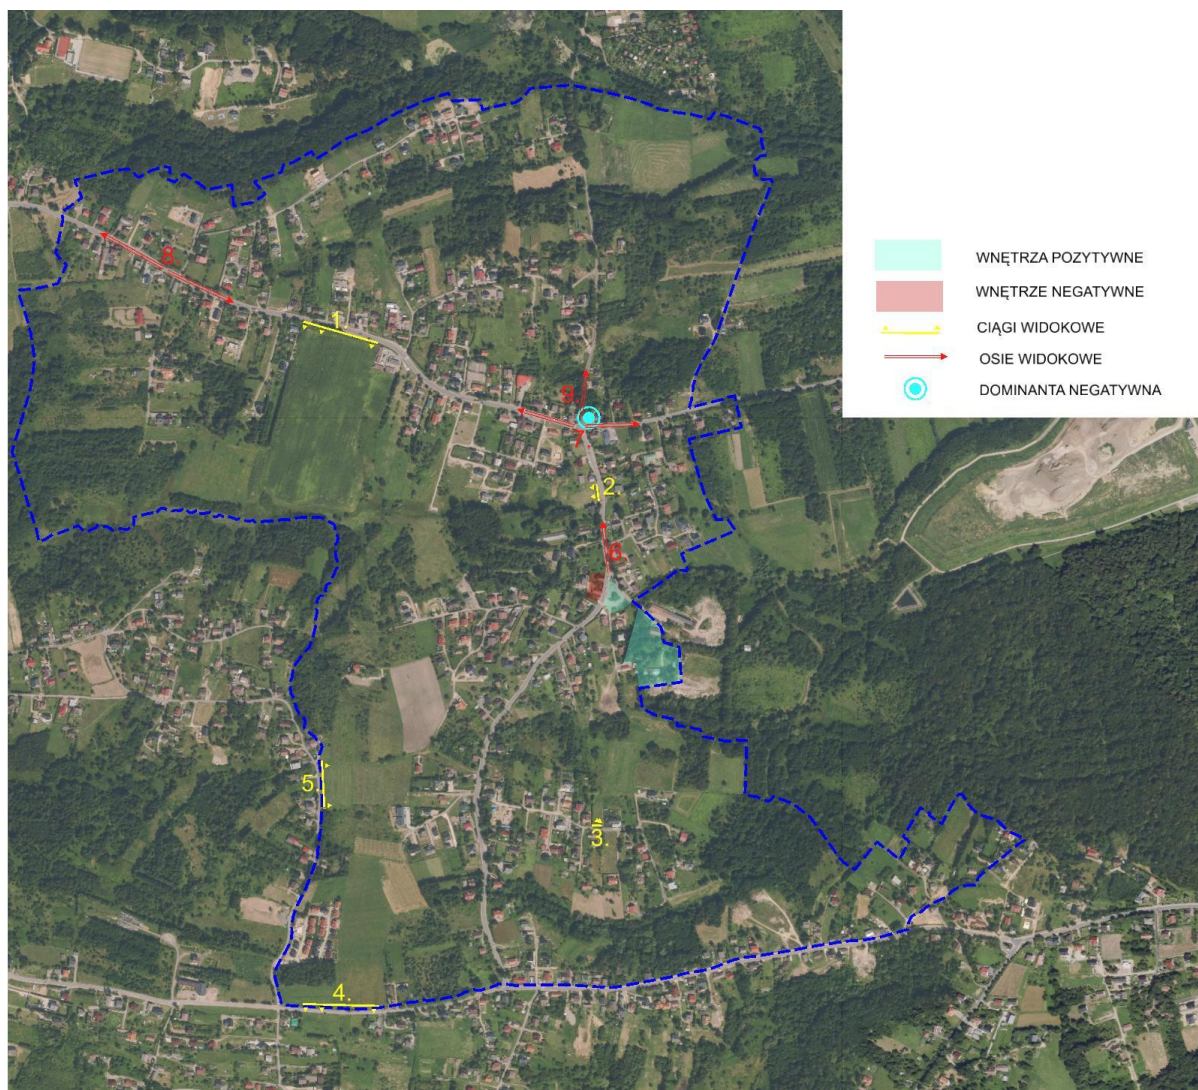 WNĘTRZA POZYTYWNE
WNĘTRZE NEGATYWNE
CIĄGI WIDOKOWE
OSIE WIDOKOWE
DOMINANTA NEGATYWNA
8
1
9.
7
2.
6
5
3.
4.